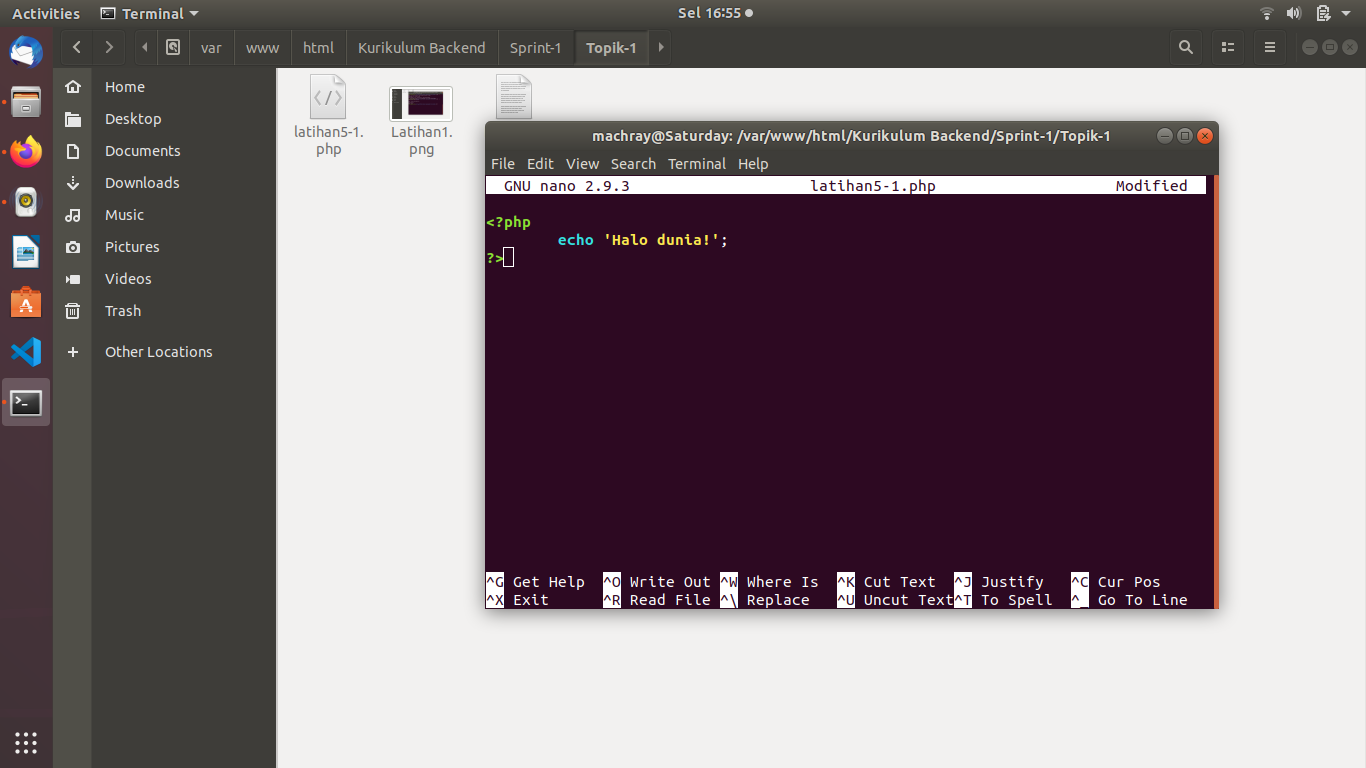 Activities Terminal Sel 16:55
var www html Kurikulum Backend Sprint-1 Topik-1
Home
Desktop
Documents
Downloads
Music
Pictures
Videos
Trash
Other Locations
latihan5-1.
php
Latihan1.
png
machray@Saturday: /var/www/html/Kurikulum Backend/Sprint-1/Topik-1
File Edit View Search Terminal Help
GNU nano 2.9.3 latihan5-1.php Modified
<?php
echo 'Halo dunia!';
?>
^G Get Help ^O Write Out ^W Where Is ^K Cut Text ^J Justify ^C Cur Pos
^X Exit ^R Read File ^\ Replace ^U Uncut Text ^T To Spell ^_ Go To Line